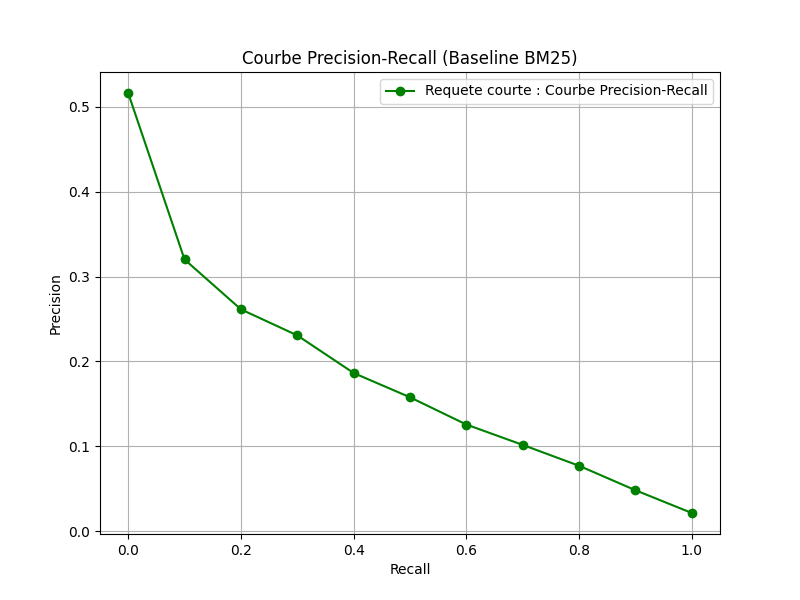 Courbe Precision-Recall (Baseline BM25)
Requete courte : Courbe Precision-Recall
Precision
0.5
0.4
0.3
0.2
0.1
0.0
0.0 0.2 0.4 0.6 0.8 1.0
Recall